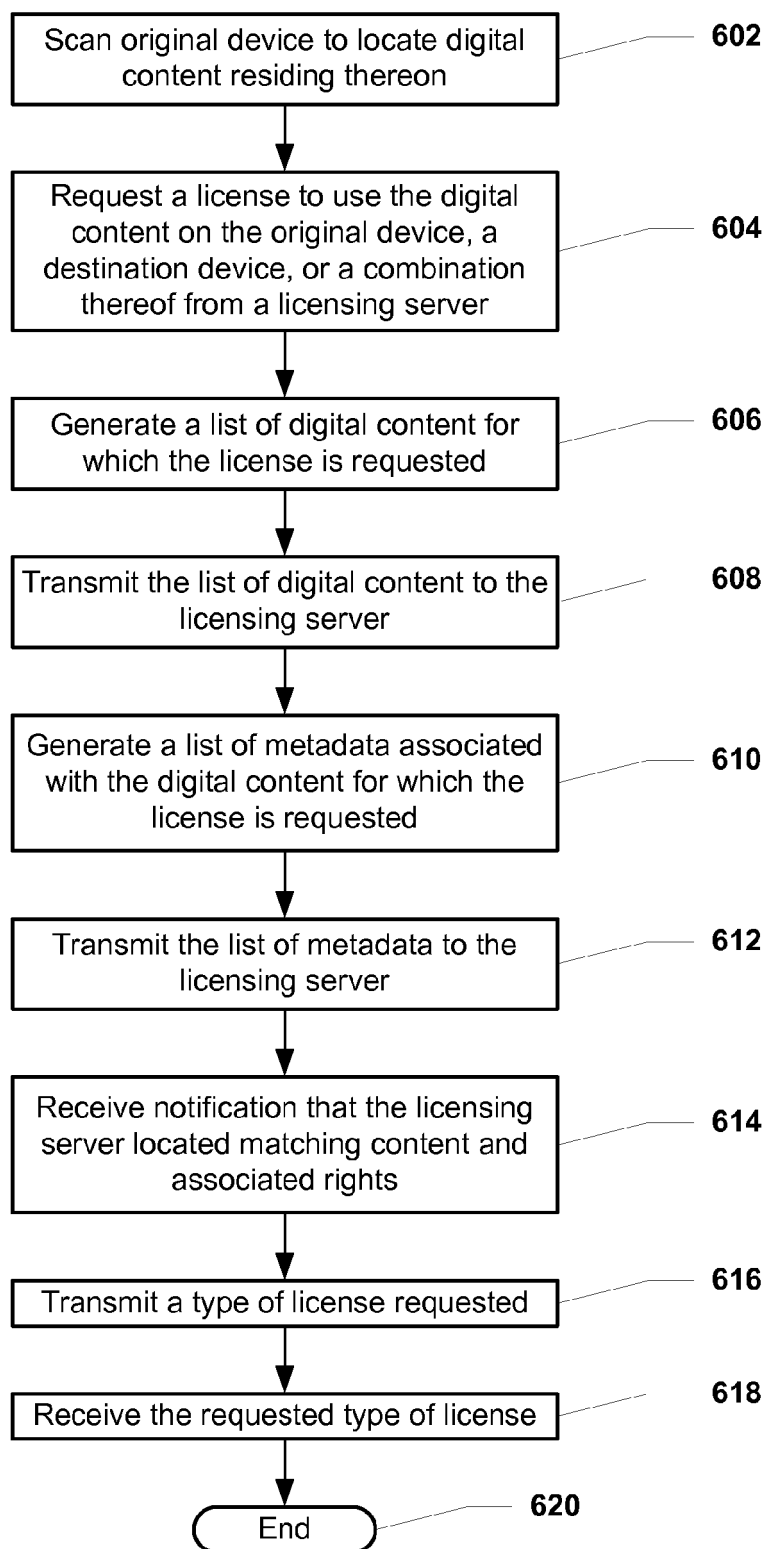 Scan original device to locate digital
content residing thereon
602
Request a license to use the digital
content on the original device, a
destination device, or a combination
thereof from a licensing server
604
Generate a list of digital content for
which the license is requested
606
Transmit the list of digital content to the
licensing server
608
Generate a list of metadata associated
with the digital content for which the
license is requested
610
Transmit the list of metadata to the
licensing server
612
Receive notification that the licensing
server located matching content and
associated rights
614
Transmit a type of license requested
616
Receive the requested type of license
618
End
620